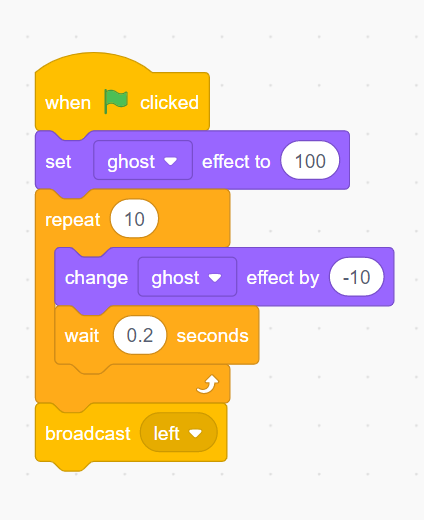 when clicked
set ghost effect to 100
repeat 10
change ghost effect by -10
wait 0.2 seconds
broadcast left